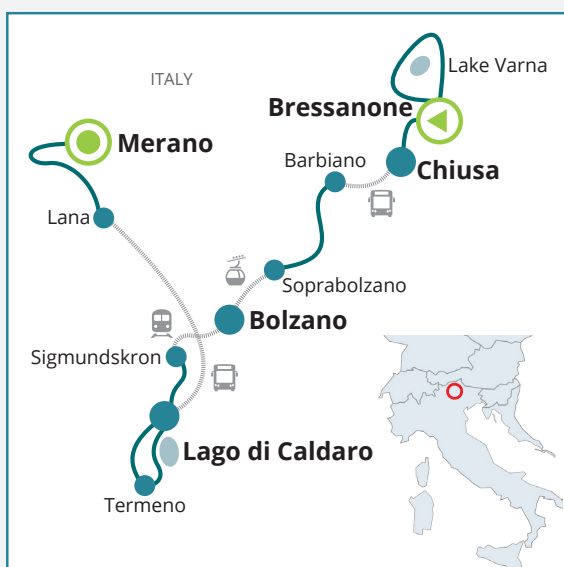 Lake Varna
ITALY
Bressanone
Merano
Barbiano
Chiusa
Lana
Soprabolzano
Bolzano
Sigmundskron
Lago di Caldaro
Termeno